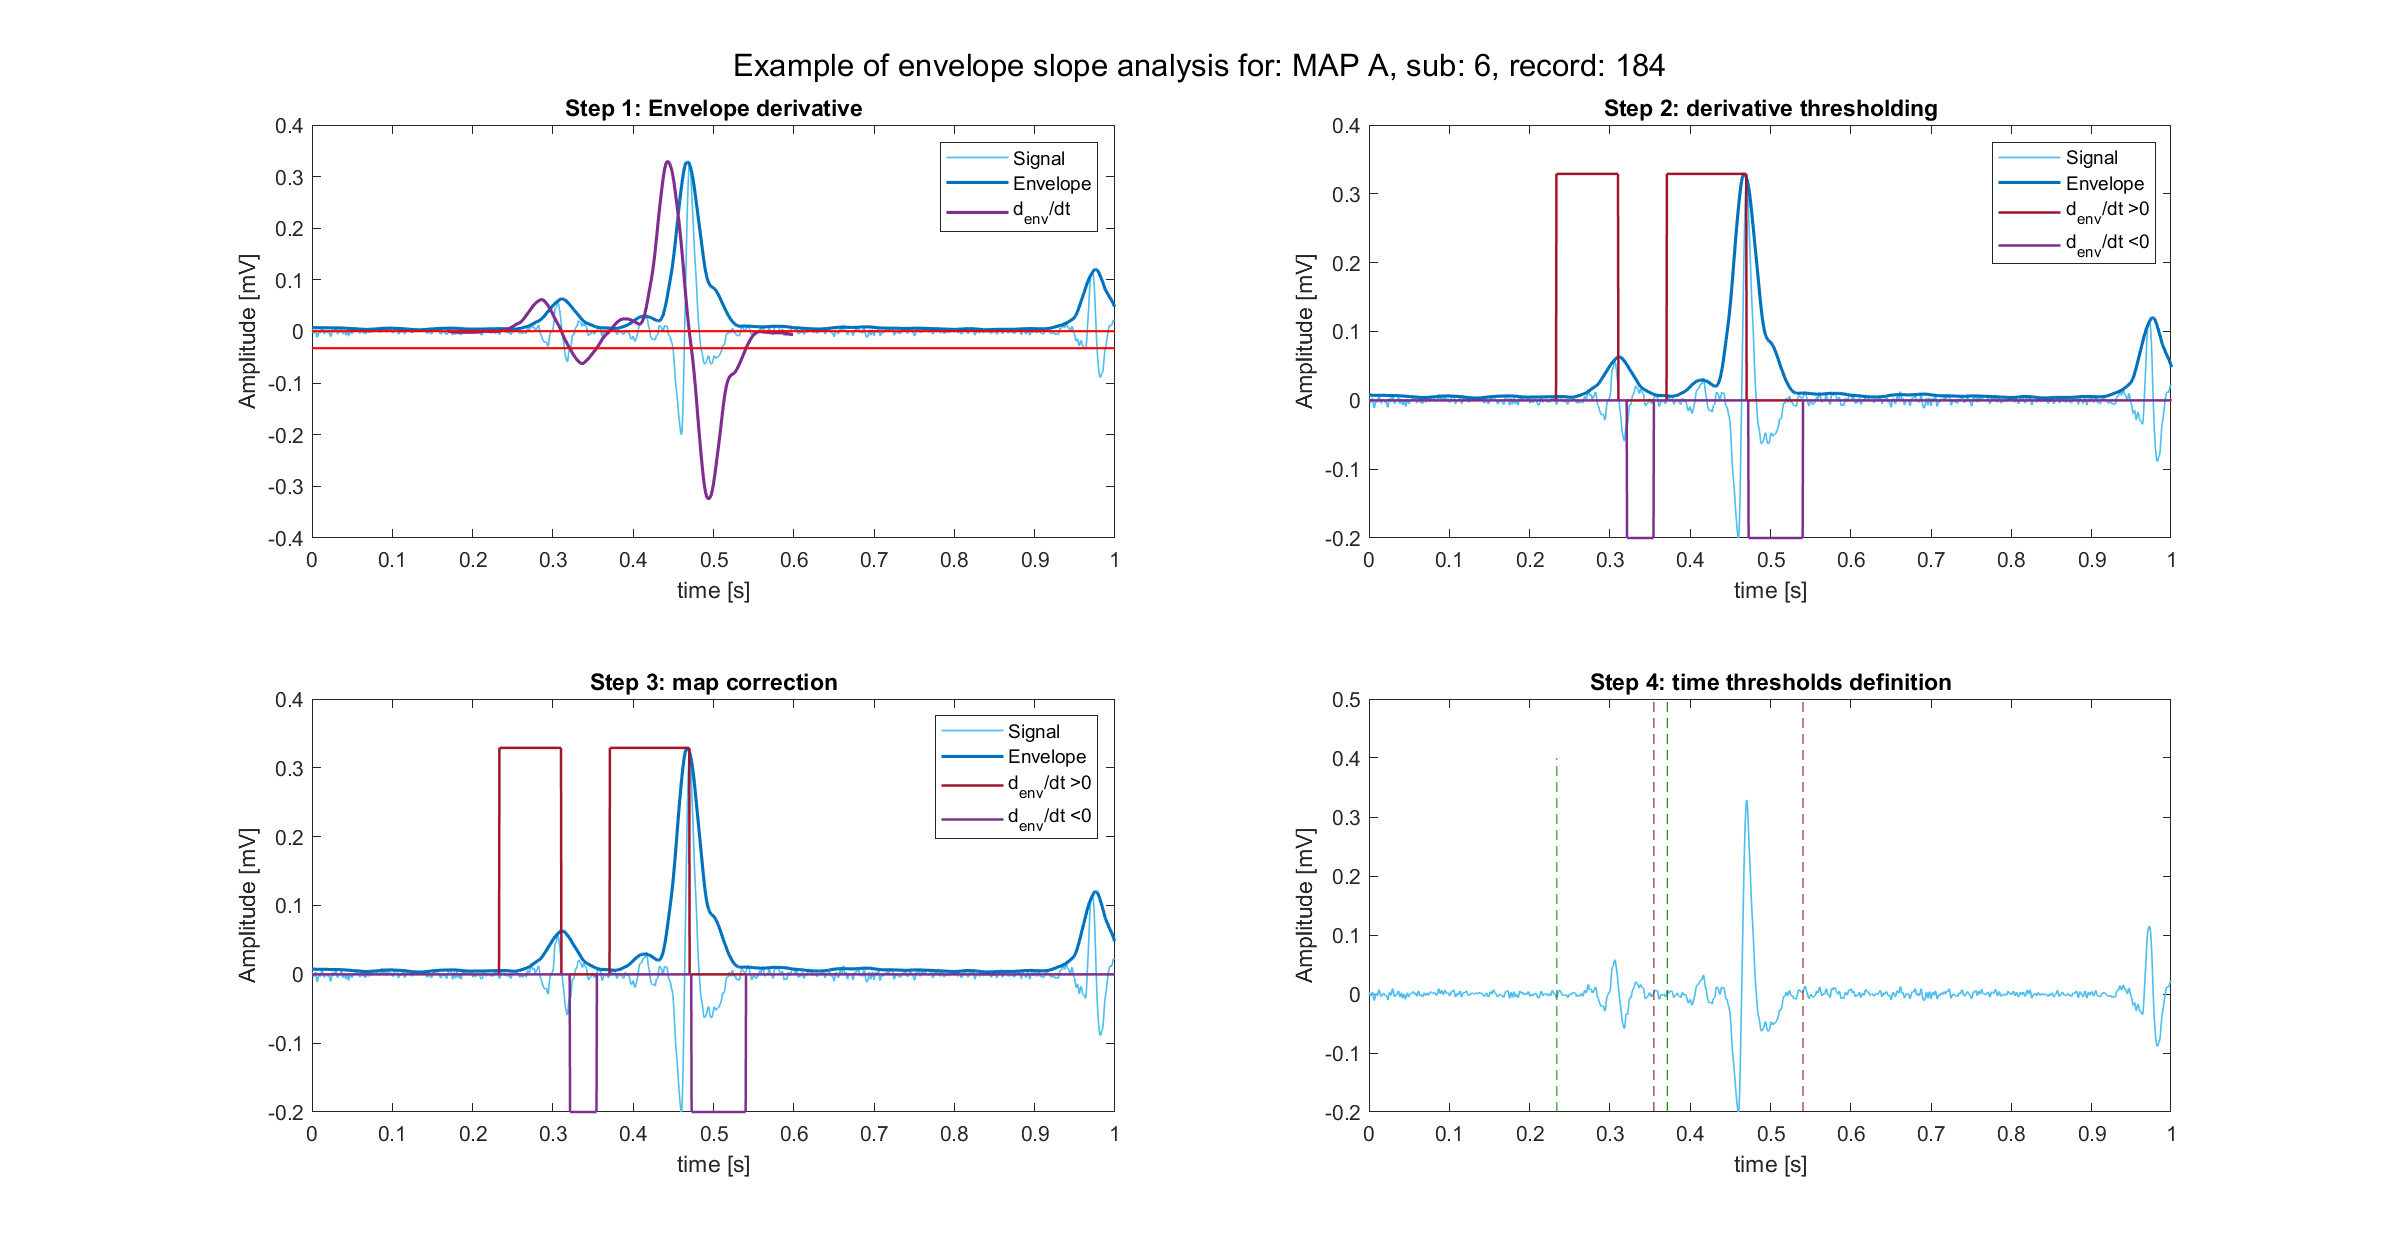 Example of envelope slope analysis for: MAP A, sub: 6, record: 184
Step 1: Envelope derivative
0.4
0.3
0.2
0.1
0
-0.1
-0.2
-0.3
-0.4
Amplitude [mV]
Signal
Envelope
d_env/dt
0 0.1 0.2 0.3 0.4 0.5 0.6 0.7 0.8 0.9 1
time [s]
Step 2: derivative thresholding
0.4
0.3
0.2
0.1
0
-0.1
-0.2
Amplitude [mV]
Signal
Envelope
d_env/dt >0
d_env/dt <0
0 0.1 0.2 0.3 0.4 0.5 0.6 0.7 0.8 0.9 1
time [s]
Step 3: map correction
0.4
0.3
0.2
0.1
0
-0.1
-0.2
Amplitude [mV]
Signal
Envelope
d_env/dt >0
d_env/dt <0
0 0.1 0.2 0.3 0.4 0.5 0.6 0.7 0.8 0.9 1
time [s]
Step 4: time thresholds definition
0.5
0.4
0.3
0.2
0.1
0
-0.1
-0.2
Amplitude [mV]
0 0.1 0.2 0.3 0.4 0.5 0.6 0.7 0.8 0.9 1
time [s]